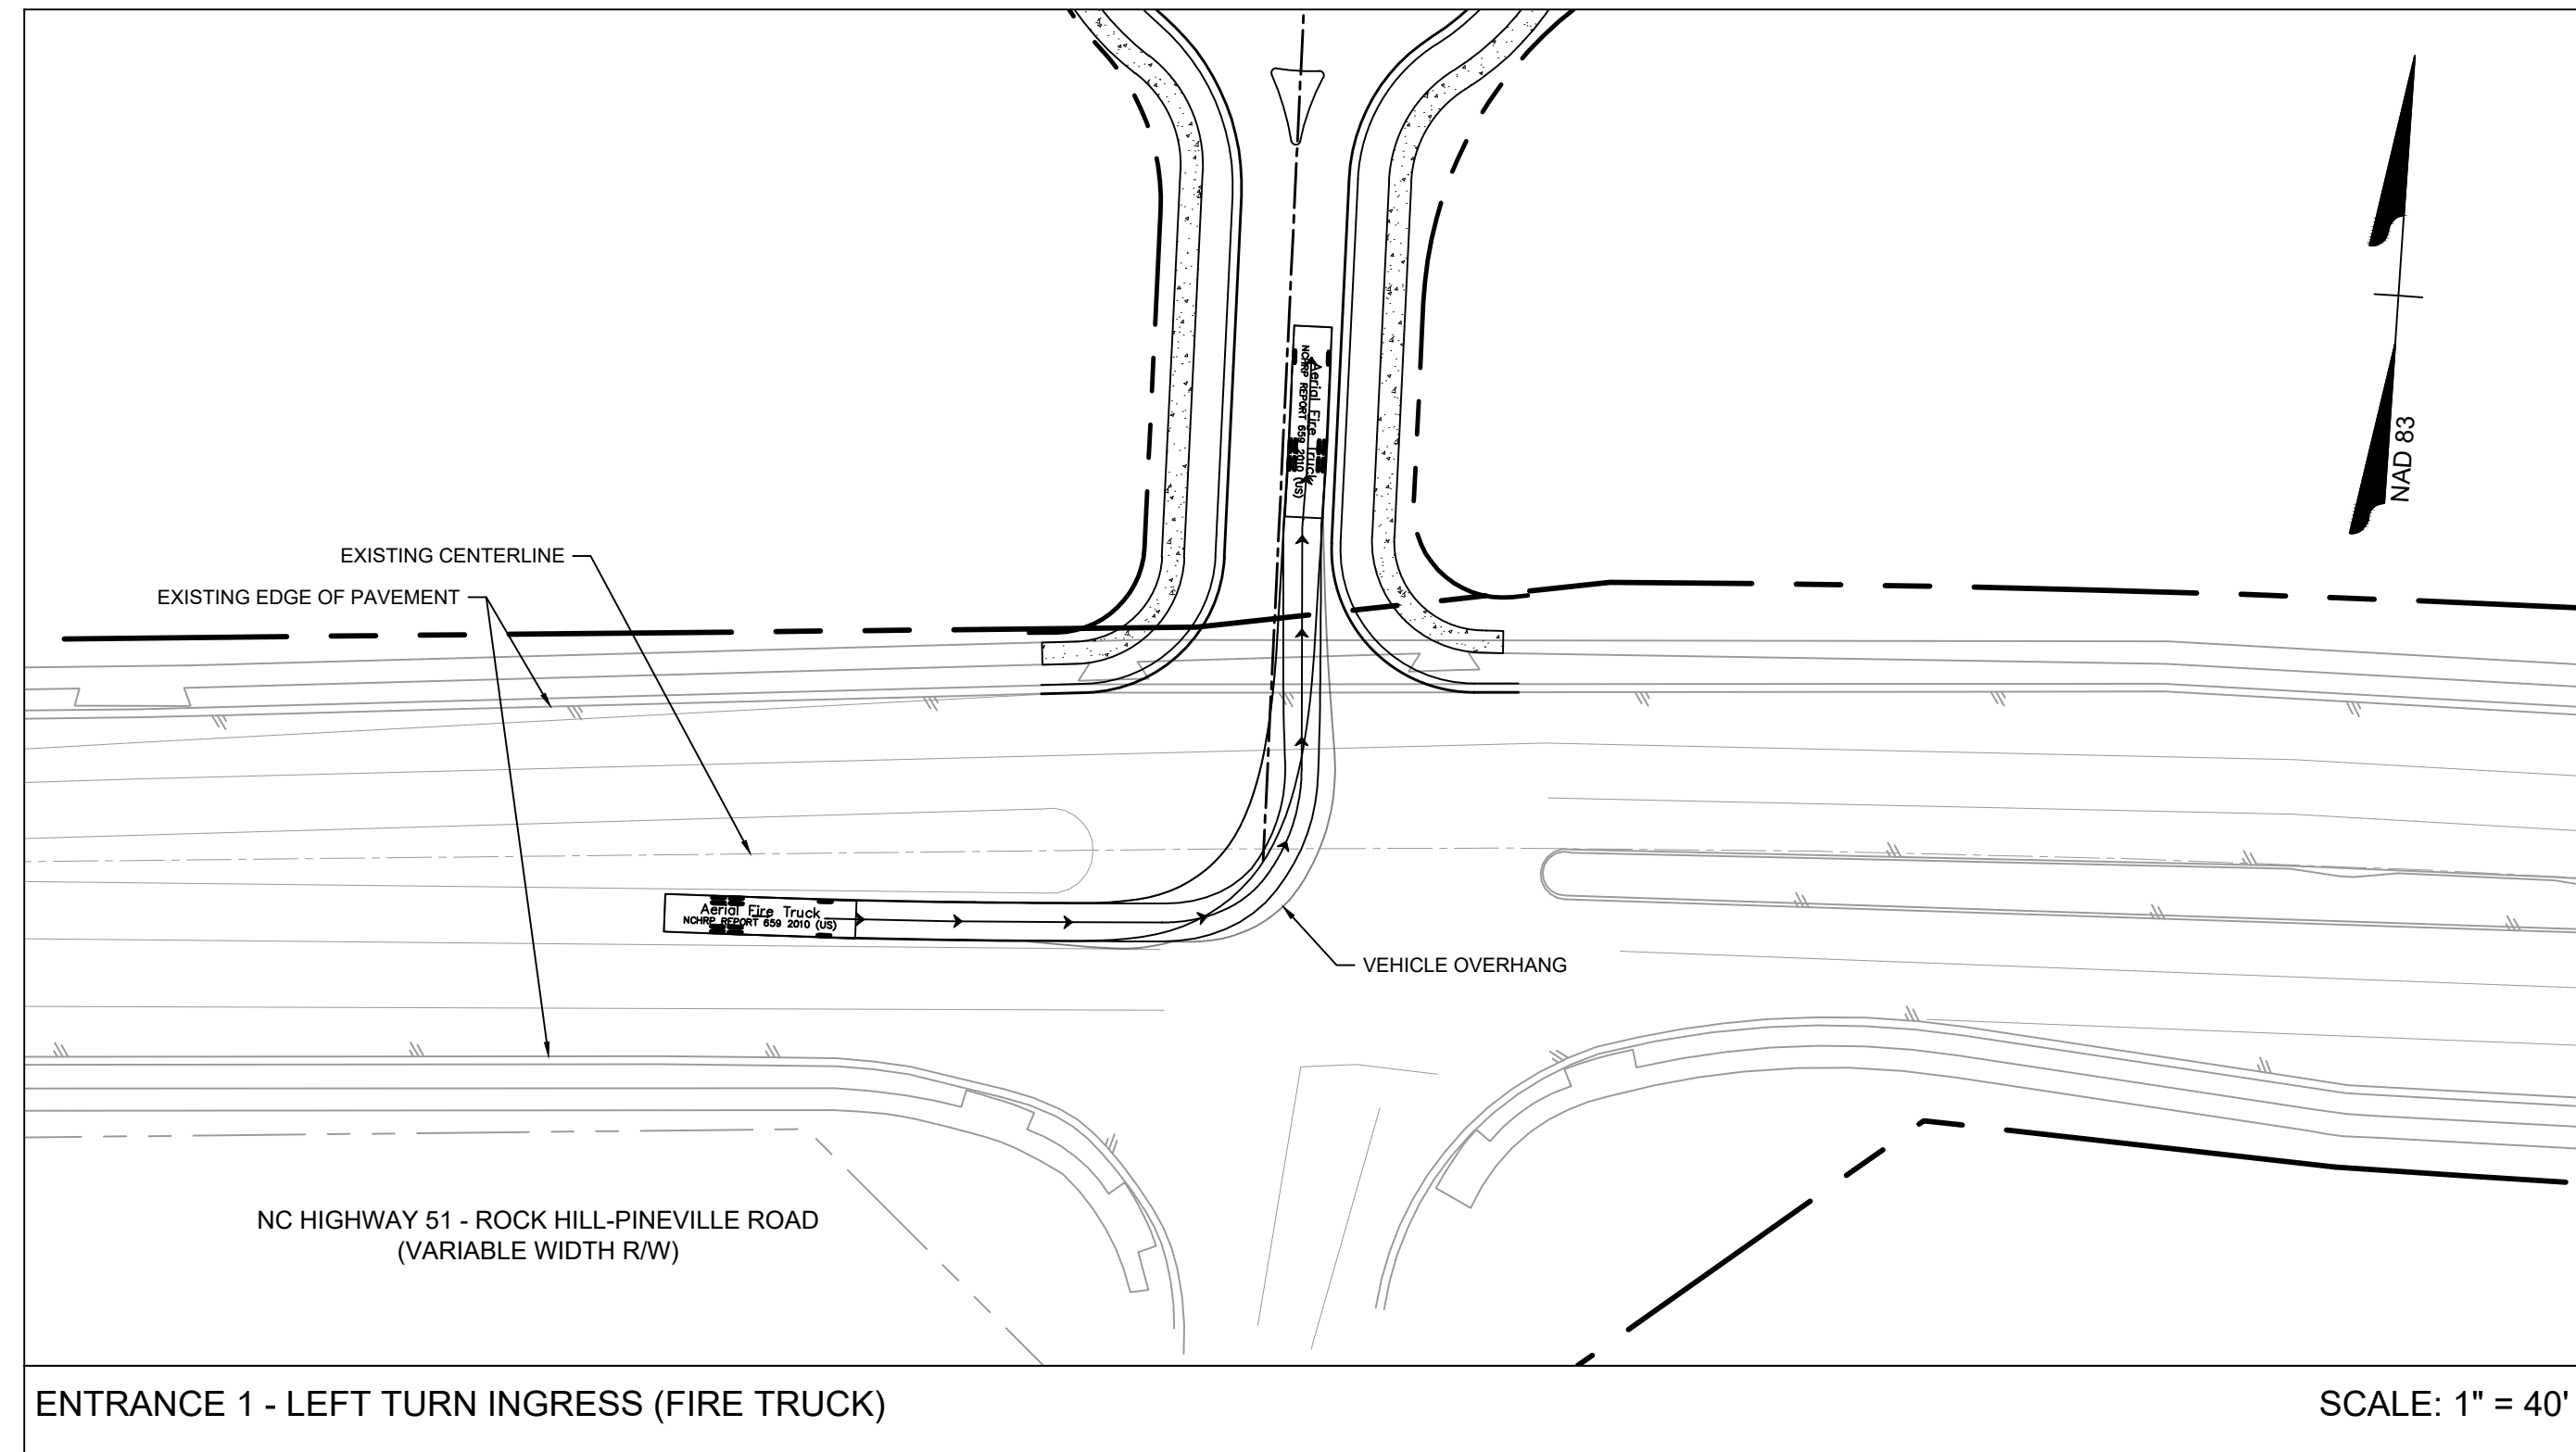 Aerial Fire Truck
NCHRP REPORT 659 2010 (US)
NAD 83
EXISTING CENTERLINE
EXISTING EDGE OF PAVEMENT
Aerial Fire Truck
NCHRP REPORT 659 2010 (US)
VEHICLE OVERHANG
NC HIGHWAY 51 - ROCK HILL-PINEVILLE ROAD
(VARIABLE WIDTH R/W)
ENTRANCE 1 - LEFT TURN INGRESS (FIRE TRUCK)
SCALE: 1" = 40'